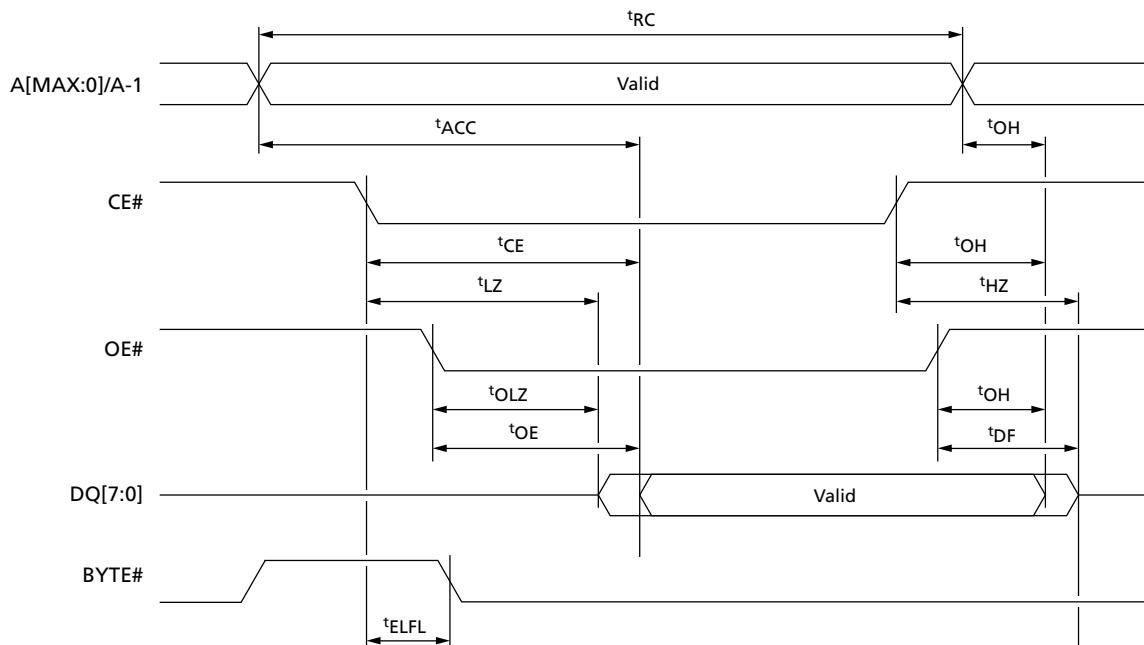 tRC
A[MAX:0]/A-1
Valid
tACC
tOH
CE#
tCE
tOH
tLZ
tHZ
OE#
tOLZ
tOH
tOE
tDF
DQ[7:0]
Valid
BYTE#
tELFL